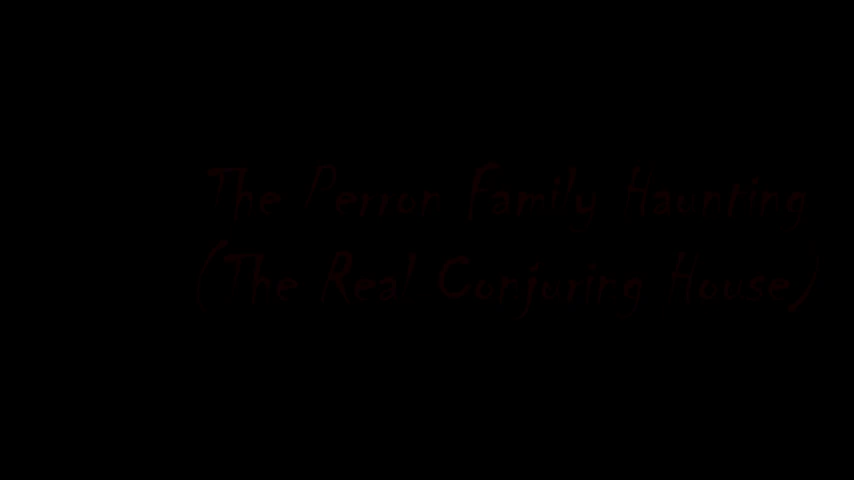 The Perron Family Haunting
(The Real Conjuring House)